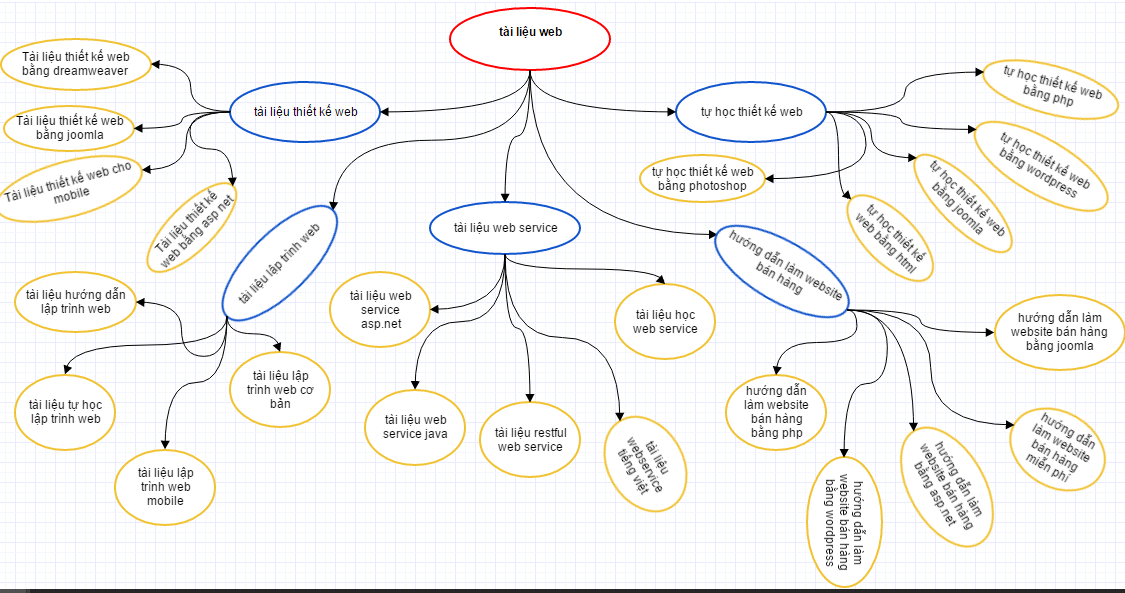 tài liệu web
tài liệu thiết kế web
Tài liệu thiết kế web
bằng dreamweaver
Tài liệu thiết kế web
bằng joomla
Tài liệu thiết kế web cho
mobile
Tài liệu thiết kế
web bằng asp.net
tài liệu lập trình web
tài liệu hướng dẫn
lập trình web
tài liệu tự học
lập trình web
tài liệu lập
trình web
mobile
tài liệu lập
trình web cơ
bản
tài liệu web service
tài liệu web
service
asp.net
tài liệu web
service java
tài liệu restful
web service
tài liệu
webservice
tiếng việt
tài liệu học
web service
tự học thiết kế web
tự học thiết kế web
bằng php
tự học thiết kế web
bằng wordpress
tự học thiết kế web
bằng joomla
tự học thiết kế
web bằng html
tự học thiết kế web
bằng photoshop
hướng dẫn làm website
bán hàng
hướng dẫn làm
website bán hàng
bằng joomla
hướng dẫn
làm website
bán hàng
miễn phí
hướng dẫn làm
website bán hàng
bằng asp.net
hướng dẫn làm
website bán hàng
bằng wordpress
hướng dẫn
làm website
bán hàng
bằng php